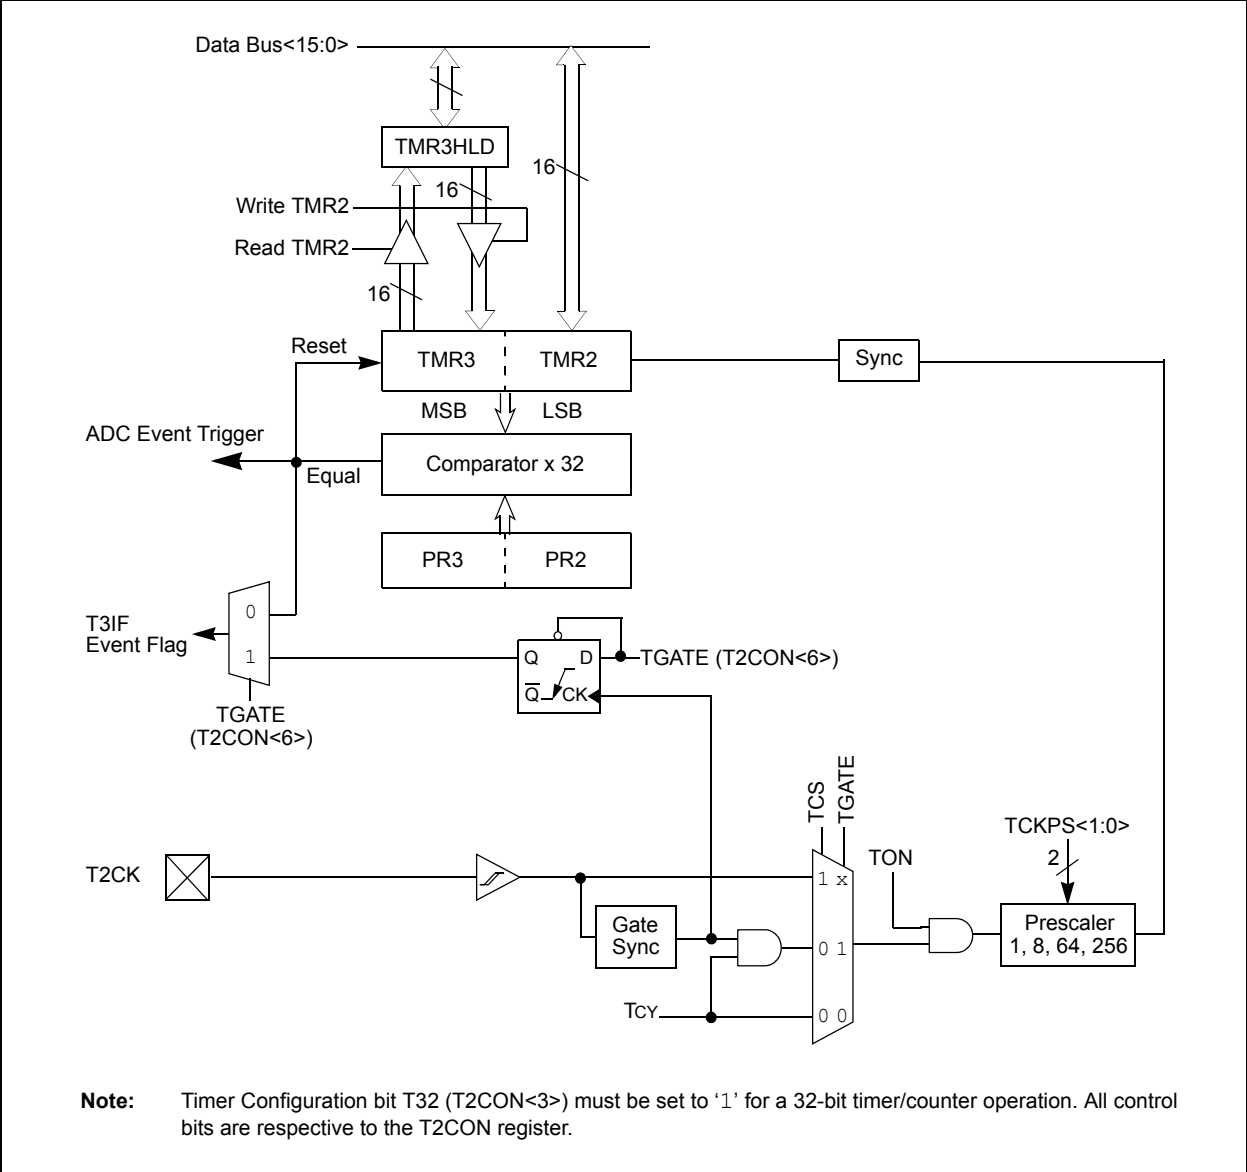 Data Bus<15:0>
TMR3HLD
16
16
Write TMR2
Read TMR2
16
Reset
TMR3
TMR2
Sync
MSB
LSB
ADC Event Trigger
Equal
Comparator x 32
PR3
PR2
0
T3IF
Event Flag
1
Q
D
TGATE (T2CON<6>)
Q
CK
TGATE
(T2CON<6>)
TCS
TGATE
TCKPS<1:0>
2
TON
T2CK
1 x
Gate
Sync
Prescaler
1, 8, 64, 256
0 1
TCY
0 0
Note: Timer Configuration bit T32 (T2CON<3>) must be set to ‘1’ for a 32-bit timer/counter operation. All control
bits are respective to the T2CON register.